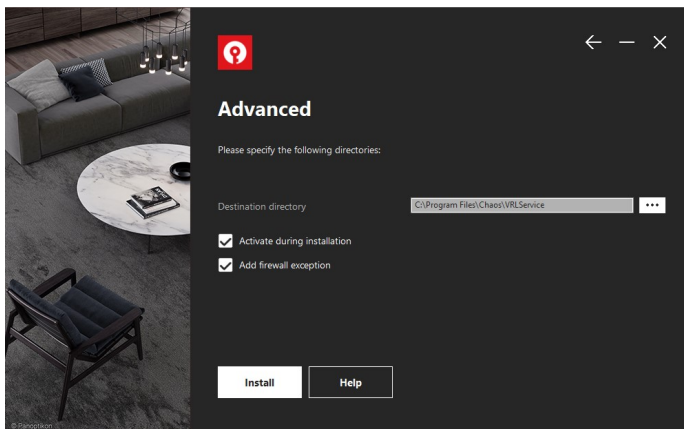 Advanced
Please specify the following directories:
Destination directory C:\Program Files\Chaos\VRLService ...
Activate during installation
Add firewall exception
Install Help
© Panoptikon